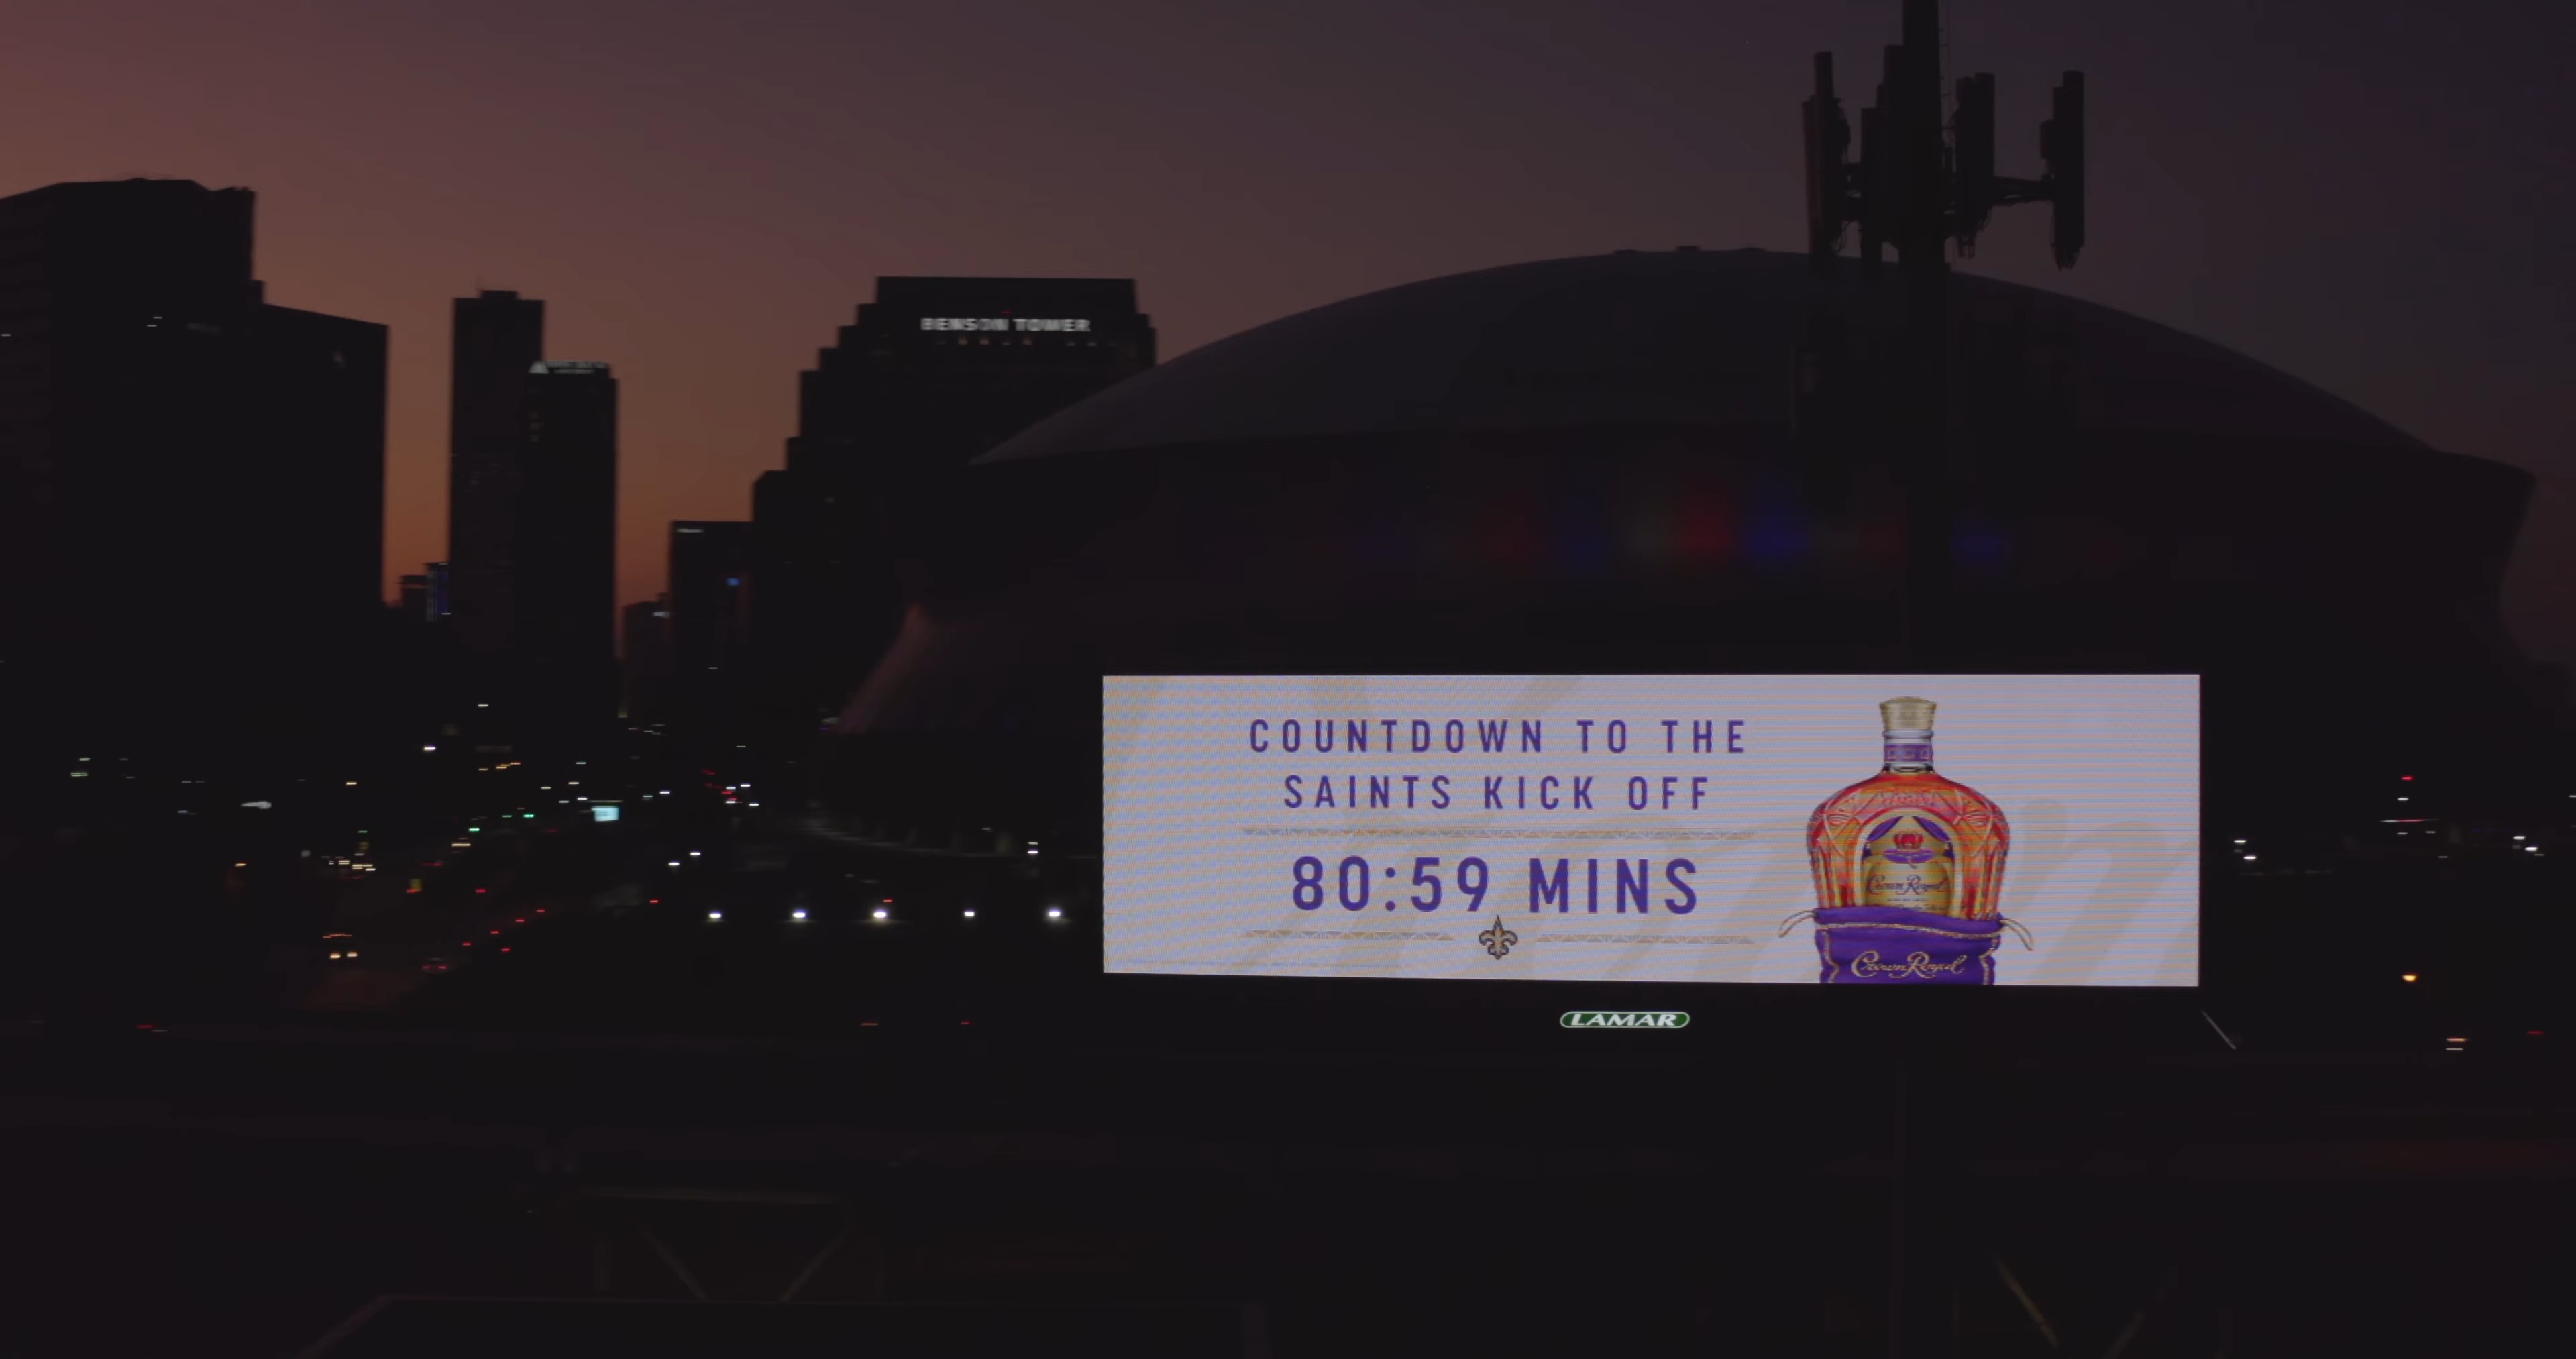 BENSON TOWER
COUNTDOWN TO THE
SAINTS KICK OFF
80:59 MINS
Crown Royal
Crown Royal
LAMAR